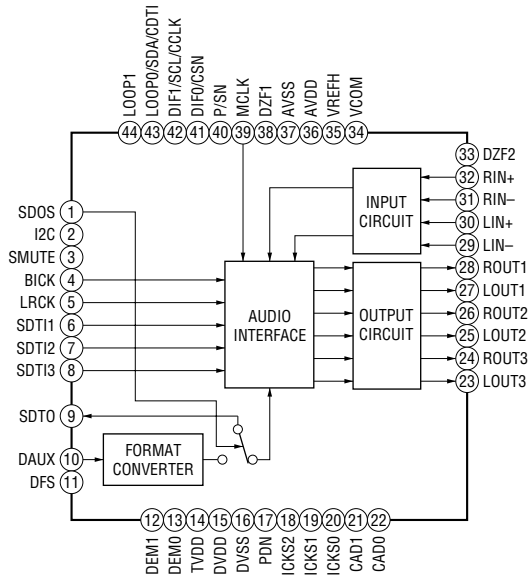 LOOP1
LOOP0/SDA/CDTI
DIF1/SCL/CCLK
DIF0/CSN
P/SN
MCLK
DZF1
AVSS
AVDD
VREFH
VCOM
44 43 42 41 40 39 38 37 36 35 34
SDOS 1
I2C 2
SMUTE 3
BICK 4
LRCK 5
SDTI1 6
SDTI2 7
SDTI3 8
SDTO 9
DAUX 10
DFS 11
AUDIO
INTERFACE
INPUT
CIRCUIT
OUTPUT
CIRCUIT
FORMAT
CONVERTER
33 DZF2
32 RIN+
31 RIN−
30 LIN+
29 LIN−
28 ROUT1
27 LOUT1
26 ROUT2
25 LOUT2
24 ROUT3
23 LOUT3
12 13 14 15 16 17 18 19 20 21 22
DEM1
DEM0
TVDD
DVDD
DVSS
PDN
ICKS2
ICKS1
ICKS0
CAD1
CAD0